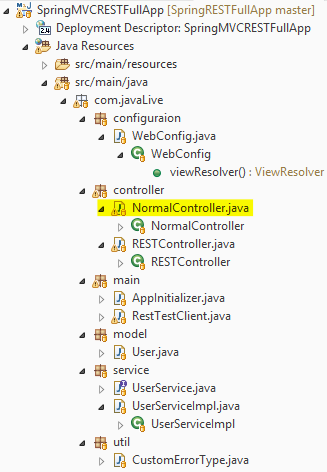 SpringMVCRESTFullApp [SpringRESTFullApp master]
Deployment Descriptor: SpringMVCRESTFullApp
Java Resources
src/main/resources
src/main/java
com.javaLive
configuraion
WebConfig.java
WebConfig
viewResolver() : ViewResolver
controller
NormalController.java
NormalController
RESTController.java
RESTController
main
AppInitializer.java
RestTestClient.java
model
User.java
service
UserService.java
UserServiceImpl.java
UserServiceImpl
util
CustomErrorType.java